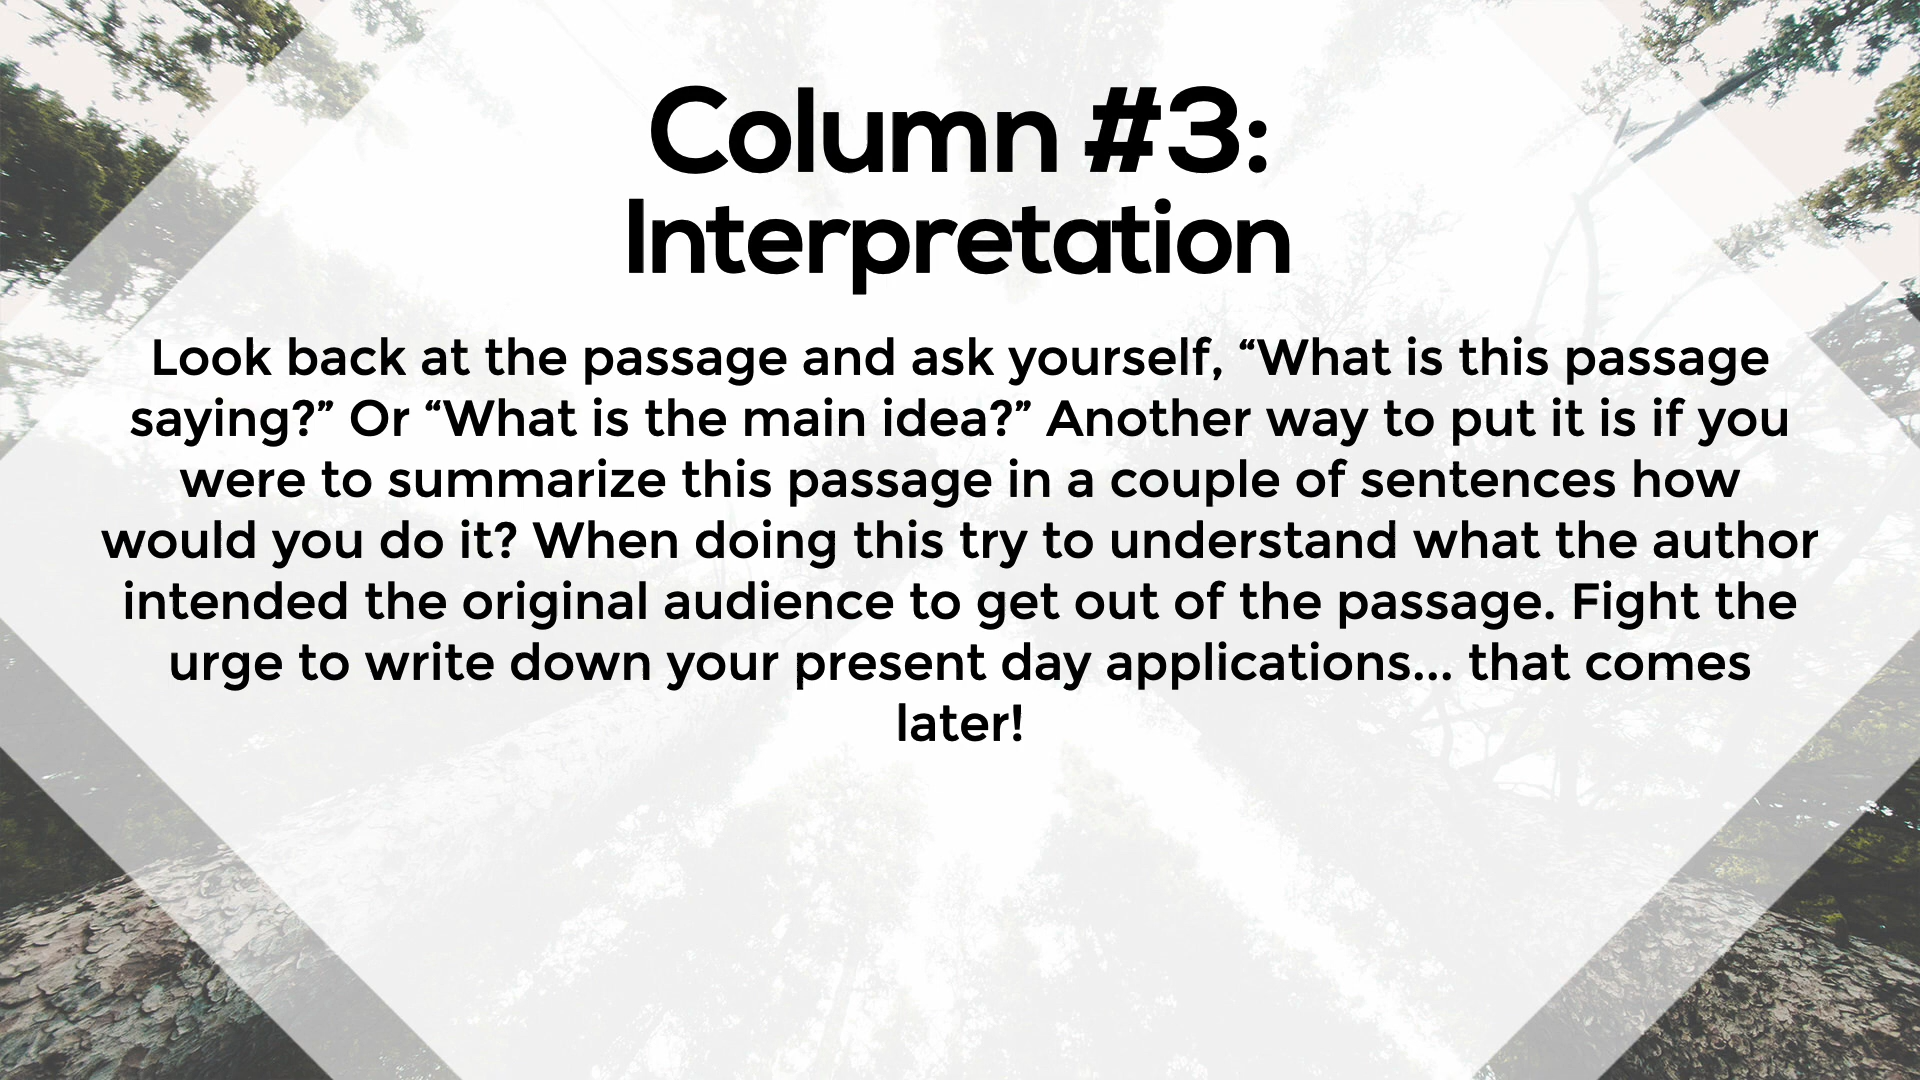 Column #3:
Interpretation
Look back at the passage and ask yourself, “What is this passage
saying?” Or “What is the main idea?” Another way to put it is if you
were to summarize this passage in a couple of sentences how
would you do it? When doing this try to understand what the author
intended the original audience to get out of the passage. Fight the
urge to write down your present day applications... that comes
later!